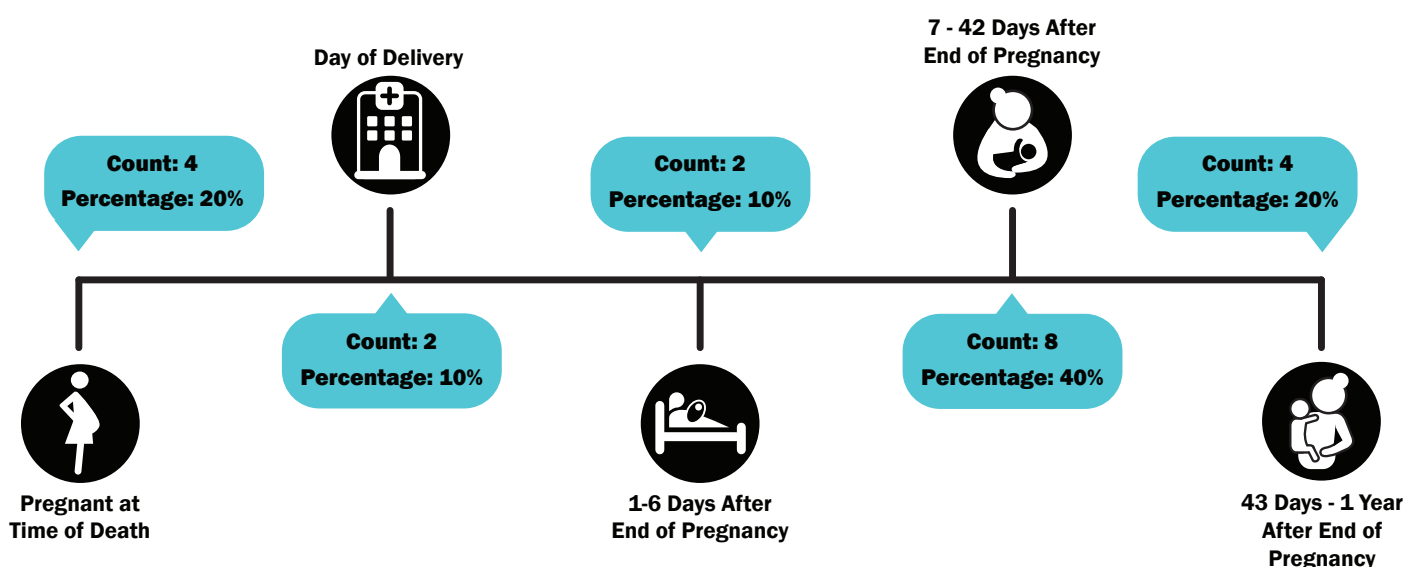 Pregnant at
Time of Death
Count: 4
Percentage: 20%
Day of Delivery
Count: 2
Percentage: 10%
1-6 Days After
End of Pregnancy
Count: 2
Percentage: 10%
7 - 42 Days After
End of Pregnancy
Count: 8
Percentage: 40%
43 Days - 1 Year
After End of
Pregnancy
Count: 4
Percentage: 20%